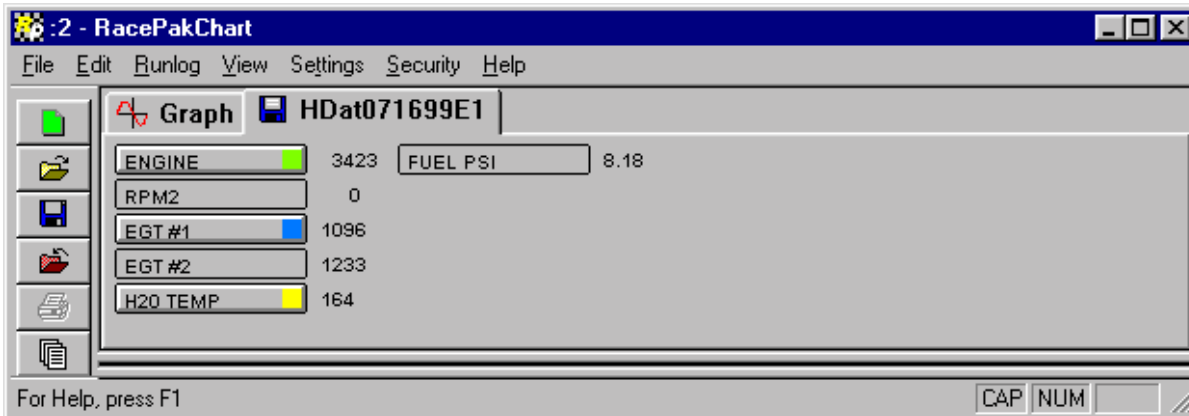 :2 - RacePakChart
File Edit Runlog View Settings Security Help
Graph HDat071699E1
ENGINE 3423 FUEL PSI 8.18
RPM2 0
EGT #1 1096
EGT #2 1233
H20 TEMP 164
For Help, press F1 CAP NUM